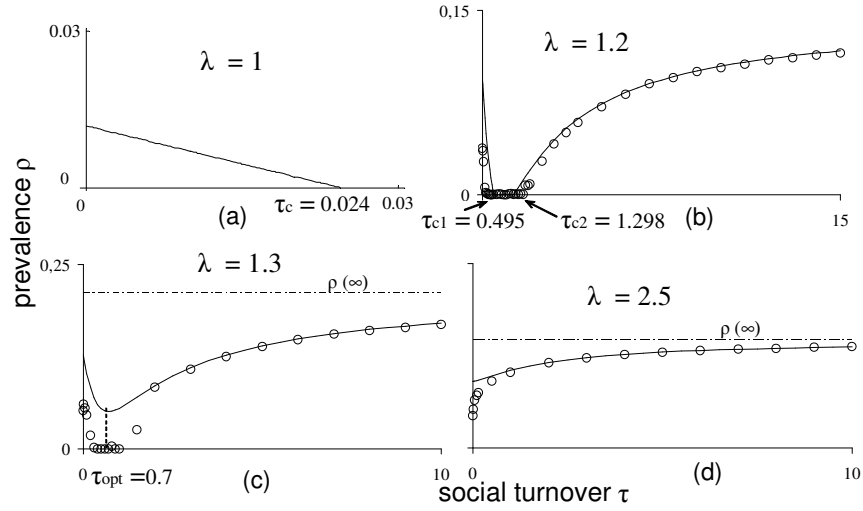 0.03
λ = 1
0
0
τc = 0.024
0.03
(a)
0,15
λ = 1.2
0
τc1 = 0.495
τc2 = 1.298
15
(b)
prevalence ρ
0,25
λ = 1.3
ρ (∞)
0
0
τopt =0.7
10
(c)
λ = 2.5
ρ (∞)
0
10
(d)
social turnover τ